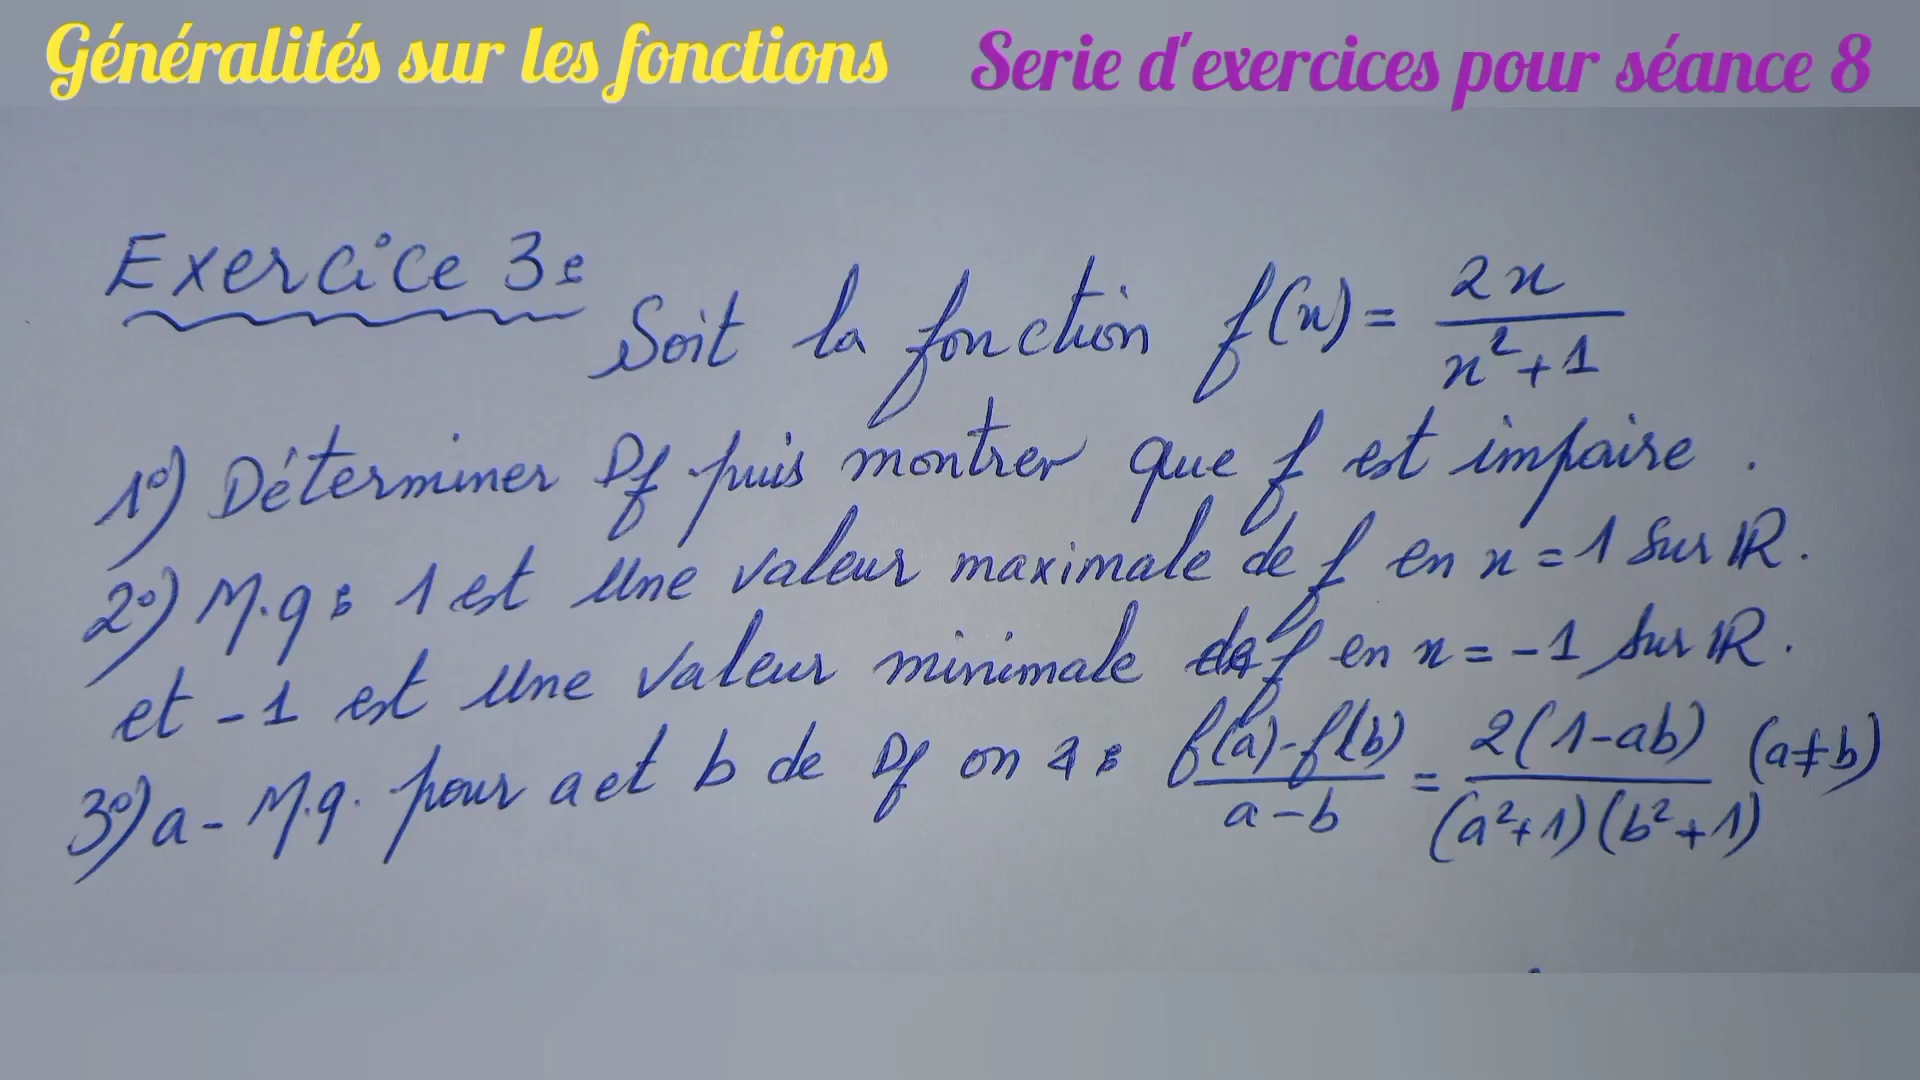 Généralités sur les fonctions Serie d'exercices pour séance 8
Exercice 3:
Soit la fonction f(x) = 2x / x²+1
1°) Déterminer Df puis montrer que f est impaire.
2°) M.q: 1 est une valeur maximale de f en x = 1 sur ℝ.
et -1 est une valeur minimale de f en x = -1 sur ℝ.
3°) a - M.q. pour a et b de Df on a: f(a)-f(b) / a-b = 2(1-ab) / (a²+1)(b²+1) (a≠b)